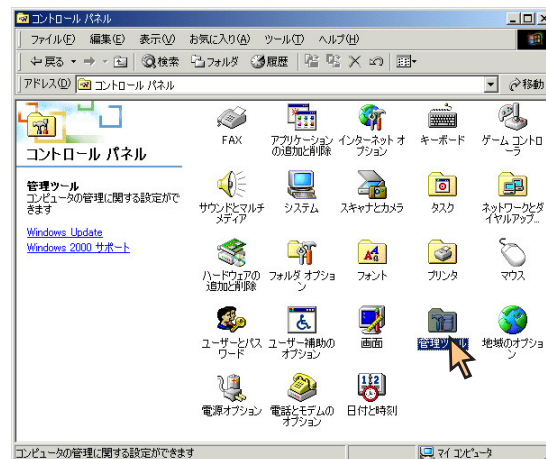 コントロール パネル
ファイル(F) 編集(E) 表示(V) お気に入り(A) ツール(T) ヘルプ(H)
戻る 検索 フォルダ 履歴
アドレス(D) コントロール パネル 移動
コントロール パネル
管理ツール
コンピュータの管理に関する設定がで
きます
Windows Update
Windows 2000 サポート
FAX
アプリケーション
の追加と削除
インターネット オ
プション
キーボード
ゲーム コントロ
ーラ
サウンドとマルチ
メディア
システム
スキャナとカメラ
タスク
ネットワークとダ
イヤルアップ...
ハードウェアの
追加と削除
フォルダ オプショ
ン
フォント
プリンタ
マウス
ユーザーとパス
ワード
ユーザー補助の
オプション
画面
管理ツール
地域のオプショ
ン
電源オプション
電話とモデムの
オプション
日付と時刻
コンピュータの管理に関する設定ができます
マイ コンピュータ